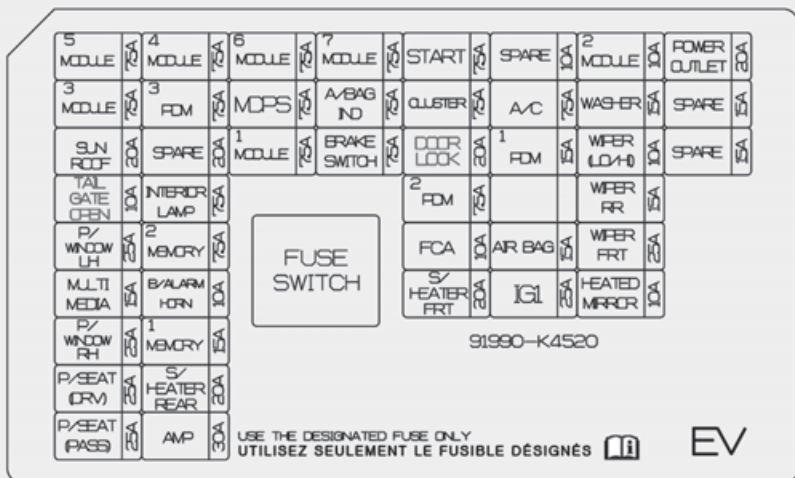 5
MODULE
7.5A
4
MODULE
7.5A
6
MODULE
7.5A
7
MODULE
7.5A
START
7.5A
SPARE
10A
2
MODULE
10A
POWER
OUTLET
20A
3
MODULE
7.5A
3
PDM
7.5A
MDPS
7.5A
A/BAG
IND
7.5A
CLUSTER
7.5A
A/C
7.5A
WASHER
15A
SPARE
15A
SUN
ROOF
20A
SPARE
20A
1
MODULE
7.5A
BRAKE
SWITCH
7.5A
DOOR
LOCK
20A
1
PDM
15A
WIPER
(LO/HI)
10A
SPARE
15A
TAIL
GATE
OPEN
10A
INTERIOR
LAMP
7.5A
2
PDM
7.5A
WIPER
RR
15A
P/
WINDOW
LH
25A
2
MEMORY
7.5A
FUSE
SWITCH
FCA
10A
AIR BAG
15A
WIPER
FRT
25A
MULTI
MEDIA
15A
B/ALARM
HORN
10A
S/
HEATER
FRT
20A
IG1
25A
HEATED
MIRROR
10A
P/
WINDOW
RH
25A
1
MEMORY
15A
91990-K4520
P/SEAT
(DRV)
25A
S/
HEATER
REAR
20A
P/SEAT
(PASS)
25A
AMP
30A
USE THE DESIGNATED FUSE ONLY
UTILISEZ SEULEMENT LE FUSIBLE DÉSIGNÉS
i
EV